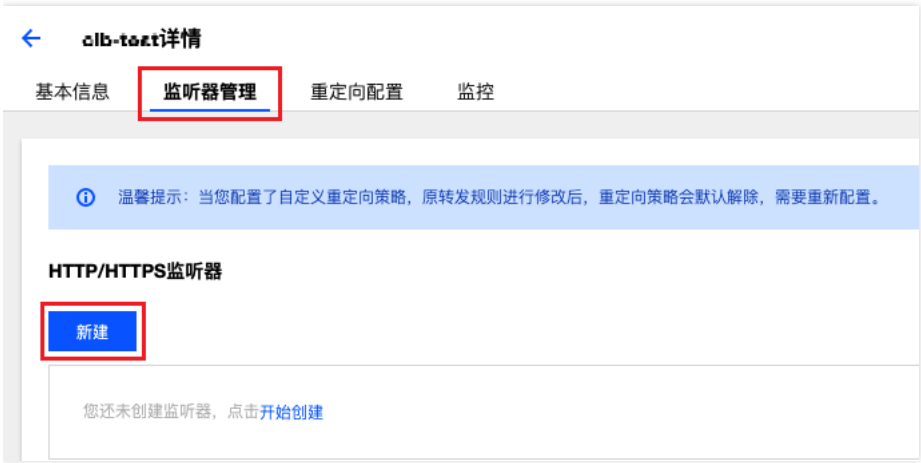 clb-test详情
基本信息 监听器管理 重定向配置 监控
温馨提示：当您配置了自定义重定向策略，原转发规则进行修改后，重定向策略会默认解除，需要重新配置。
HTTP/HTTPS监听器
新建
您还未创建监听器，点击开始创建